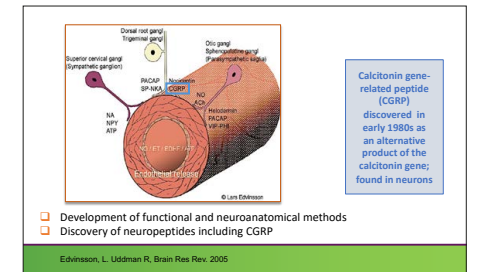 Dorsal root gangl
Trigeminal gangl
Otic gangl
Sphenopalatine gangl
(Parasympathetic vagus)
Superior cervical gangl
(Sympathetic ganglion)
PACAP
SP-NKA
CGRP
NO
ACh
Helodermin
PACAP
VIP-PHI
NA
NPY
ATP
Endothelial release
© Lars Edvinsson
Calcitonin gene-
related peptide
(CGRP)
discovered in
early 1980s as
an alternative
product of the
calcitonin gene;
found in neurons
Development of functional and neuroanatomical methods
Discovery of neuropeptides including CGRP
Edvinsson, L. Uddman R, Brain Res Rev. 2005